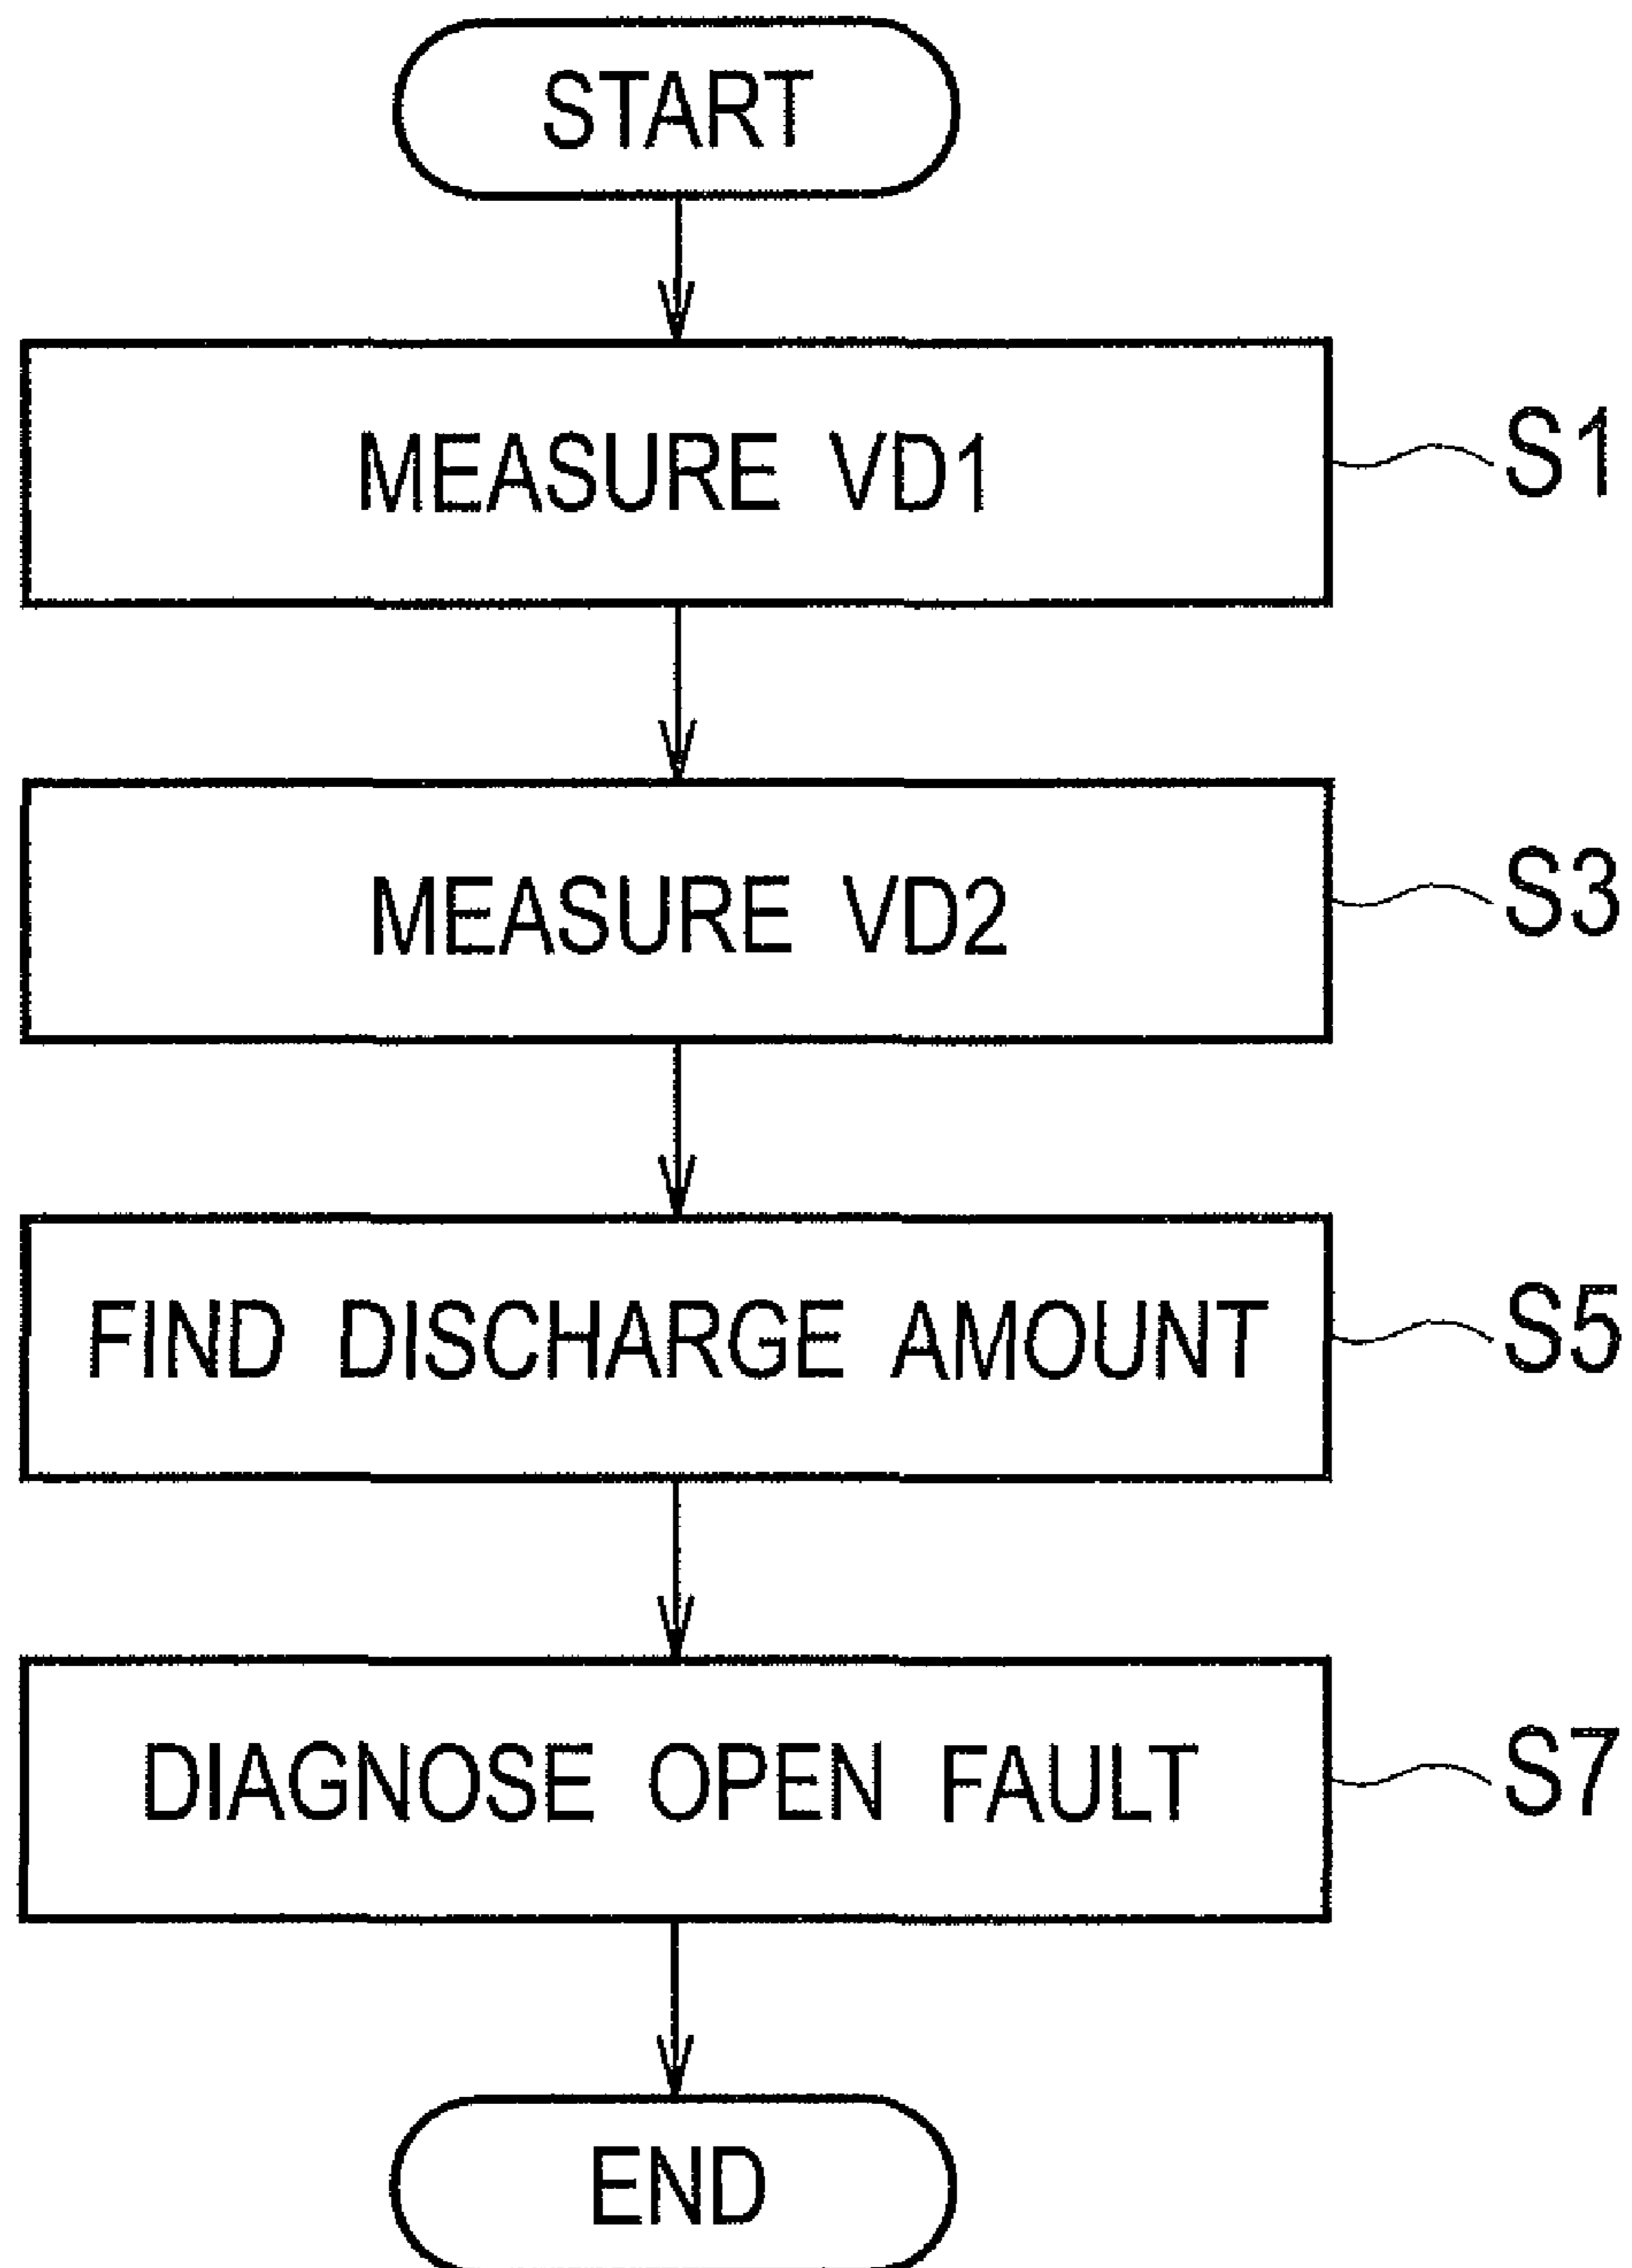 START
MEASURE VD1
S1
MEASURE VD2
S3
FIND DISCHARGE AMOUNT
S5
DIAGNOSE OPEN FAULT
S7
END